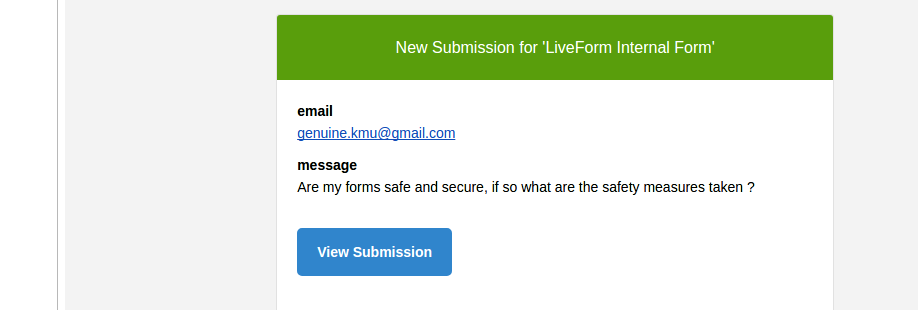 New Submission for 'LiveForm Internal Form'
email
genuine.kmu@gmail.com
message
Are my forms safe and secure, if so what are the safety measures taken ?
View Submission